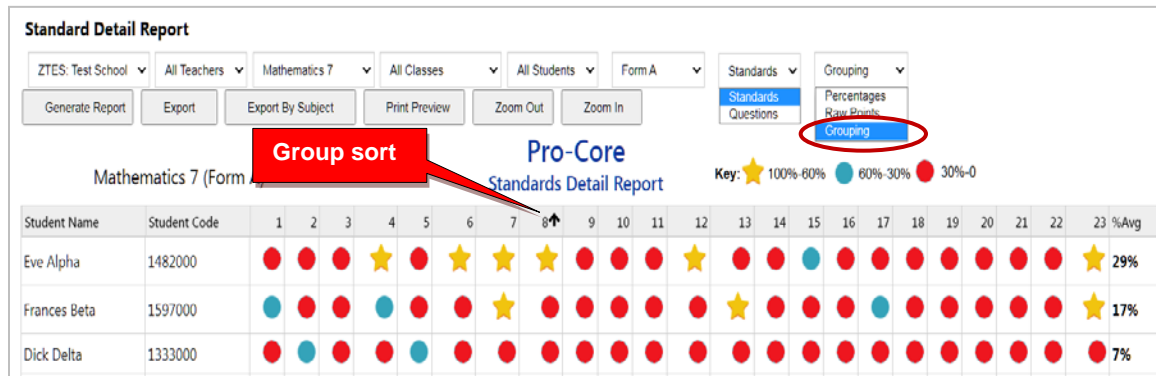 Standard Detail Report
ZTES: Test School All Teachers Mathematics 7 All Classes All Students Form A Standards Grouping
Generate Report Export Export By Subject Print Preview Zoom Out Zoom In
Standards
Questions
Percentages
Raw Points
Grouping
Group sort
Pro-Core
Mathematics 7 (Form A)
Standards Detail Report
Key: 100%-60% 60%-30% 30%-0
Student Name Student Code 1 2 3 4 5 6 7 8 9 10 11 12 13 14 15 16 17 18 19 20 21 22 23 %Avg
Eve Alpha 1482000 29%
Frances Beta 1597000 17%
Dick Delta 1333000 7%